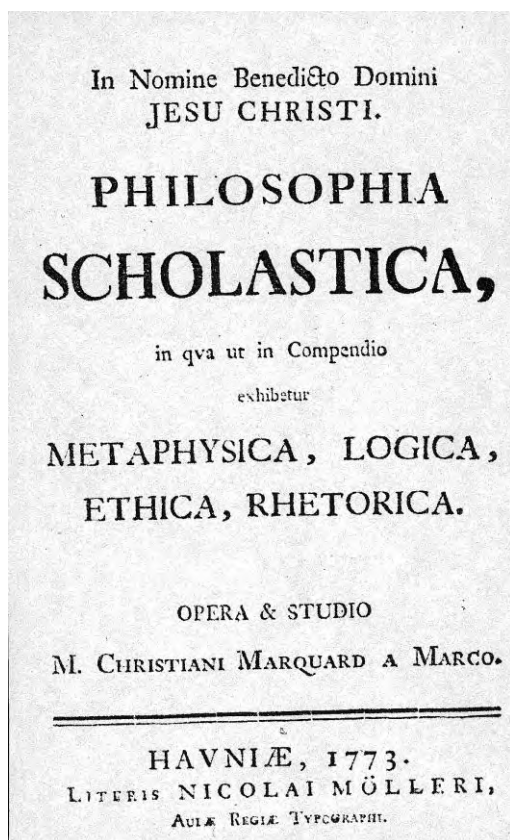 In Nomine Benedicto Domini
JESU CHRISTI.
PHILOSOPHIA
SCHOLASTICA,
in qva ut in Compendio
exhibetur
METAPHYSICA, LOGICA,
ETHICA, RHETORICA.
OPERA & STUDIO
M. CHRISTIANI MARQUARD A MARCO.
HAVNIÆ, 1773.
LITERIS NICOLAI MÖLLERI,
AULÆ REGIÆ TYPOGRAPHI.